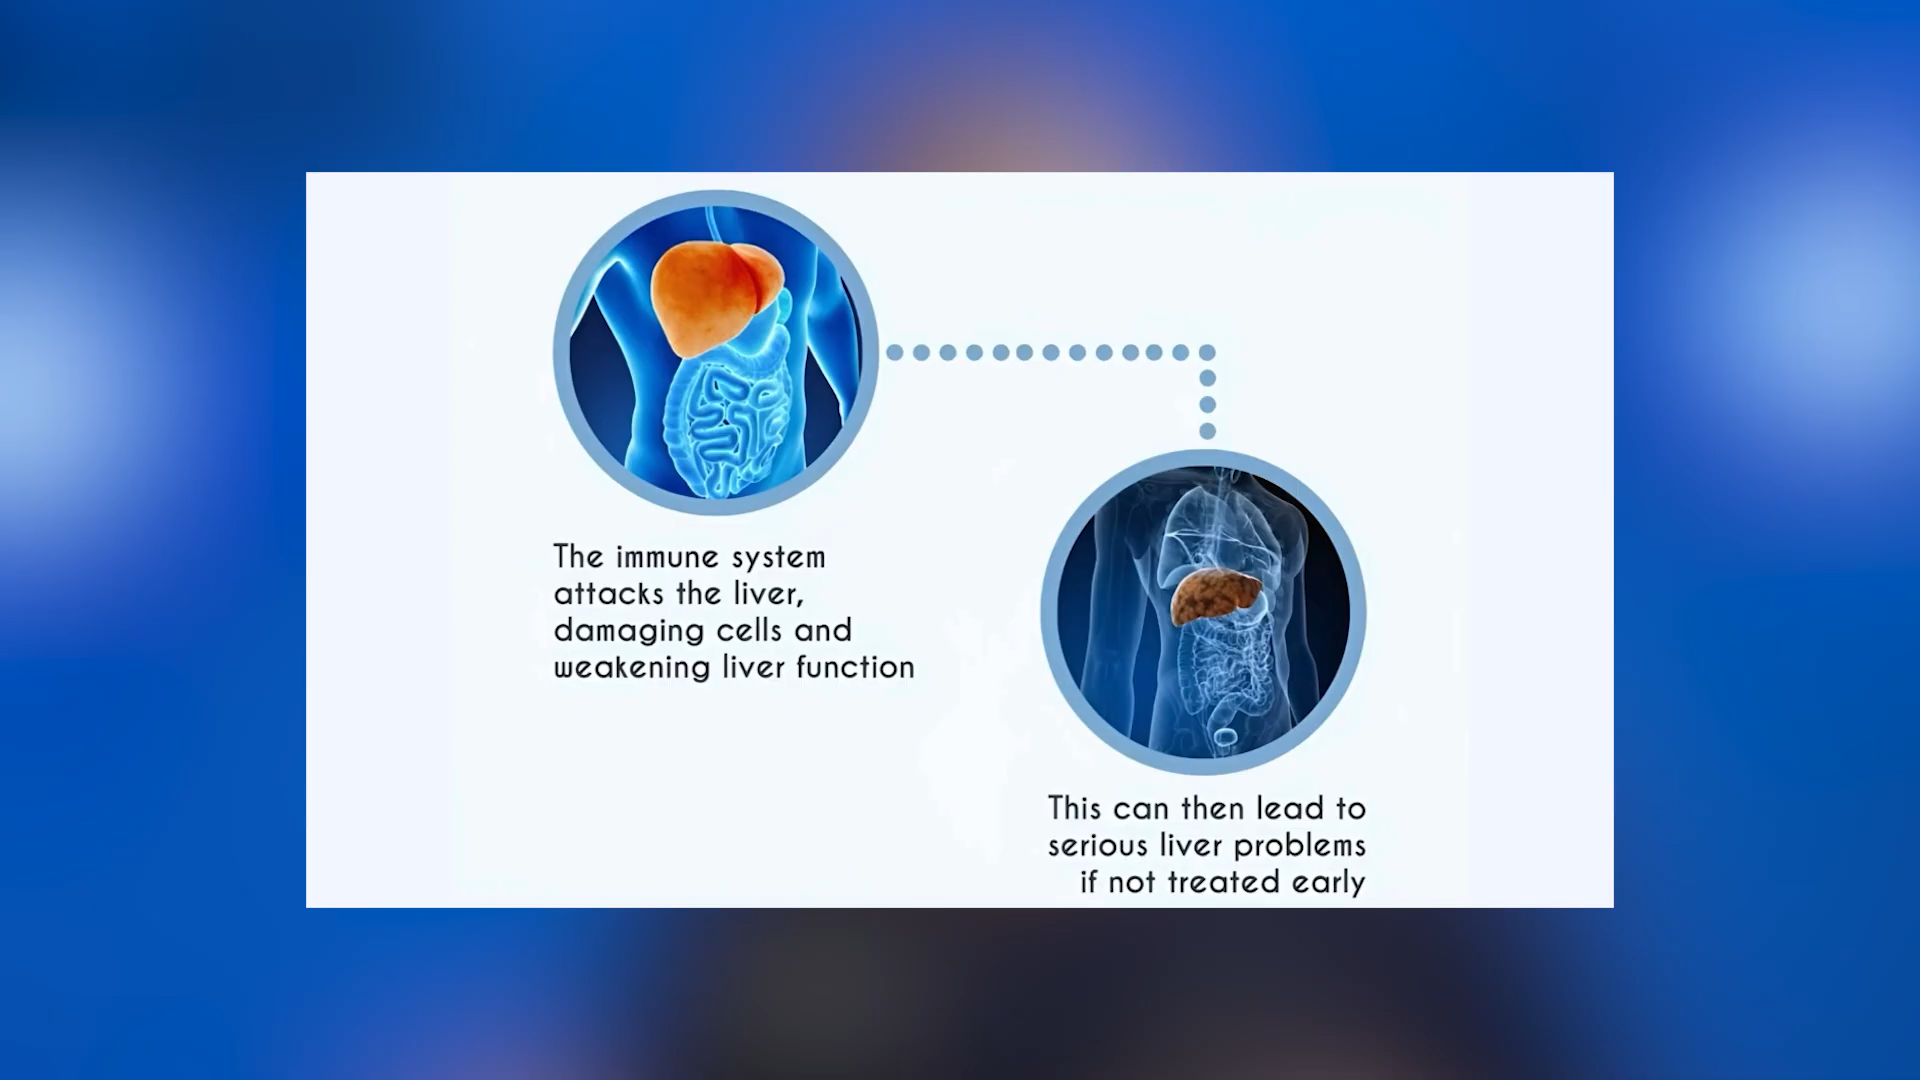 The immune system
attacks the liver,
damaging cells and
weakening liver function
This can then lead to
serious liver problems
if not treated early